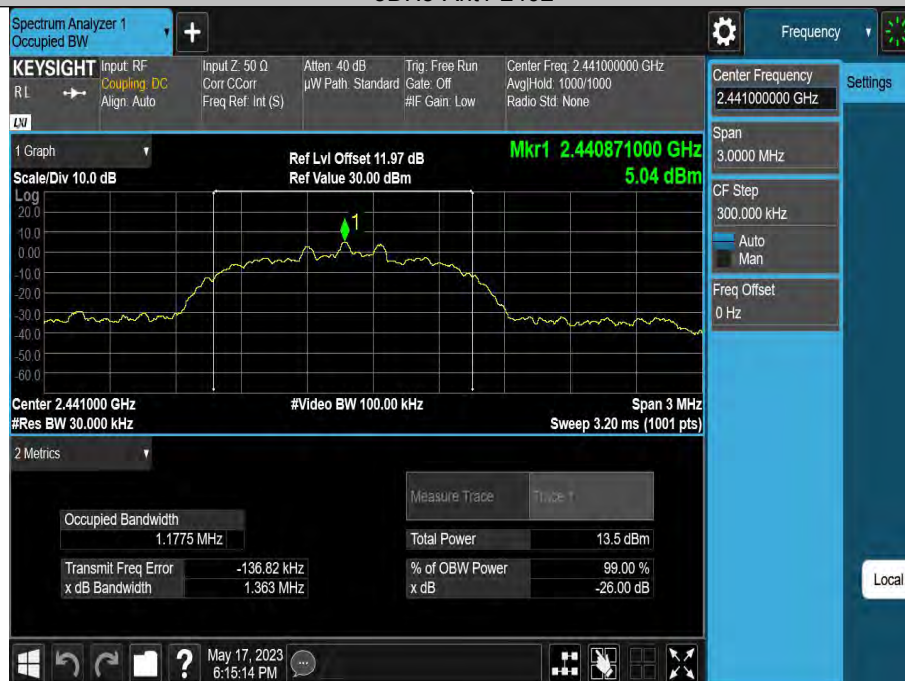 Spectrum Analyzer 1
Occupied BW
+
Frequency
KEYSIGHT
RL
LXI
Input: RF
Coupling: DC
Align: Auto
Input Z: 50 Ω
Corr CCorr
Freq Ref: Int (S)
Atten: 40 dB
µW Path: Standard
Trig: Free Run
Gate: Off
#IF Gain: Low
Center Freq: 2.441000000 GHz
Avg|Hold: 1000/1000
Radio Std: None
Center Frequency
2.441000000 GHz
Settings
Span
3.0000 MHz
CF Step
300.000 kHz
Auto
Man
Freq Offset
0 Hz
1 Graph
Scale/Div 10.0 dB
Ref Lvl Offset 11.97 dB
Ref Value 30.00 dBm
Mkr1 2.440871000 GHz
5.04 dBm
Log
20.0
10.0
0.00
-10.0
-20.0
-30.0
-40.0
-50.0
-60.0
1
Center 2.441000 GHz
#Res BW 30.000 kHz
#Video BW 100.00 kHz
Span 3 MHz
Sweep 3.20 ms (1001 pts)
2 Metrics
Measure Trace
Trace 1
Occupied Bandwidth
1.1775 MHz
Total Power
13.5 dBm
Transmit Freq Error
-136.82 kHz
% of OBW Power
99.00 %
x dB Bandwidth
1.363 MHz
x dB
-26.00 dB
Local
?
May 17, 2023
6:15:14 PM